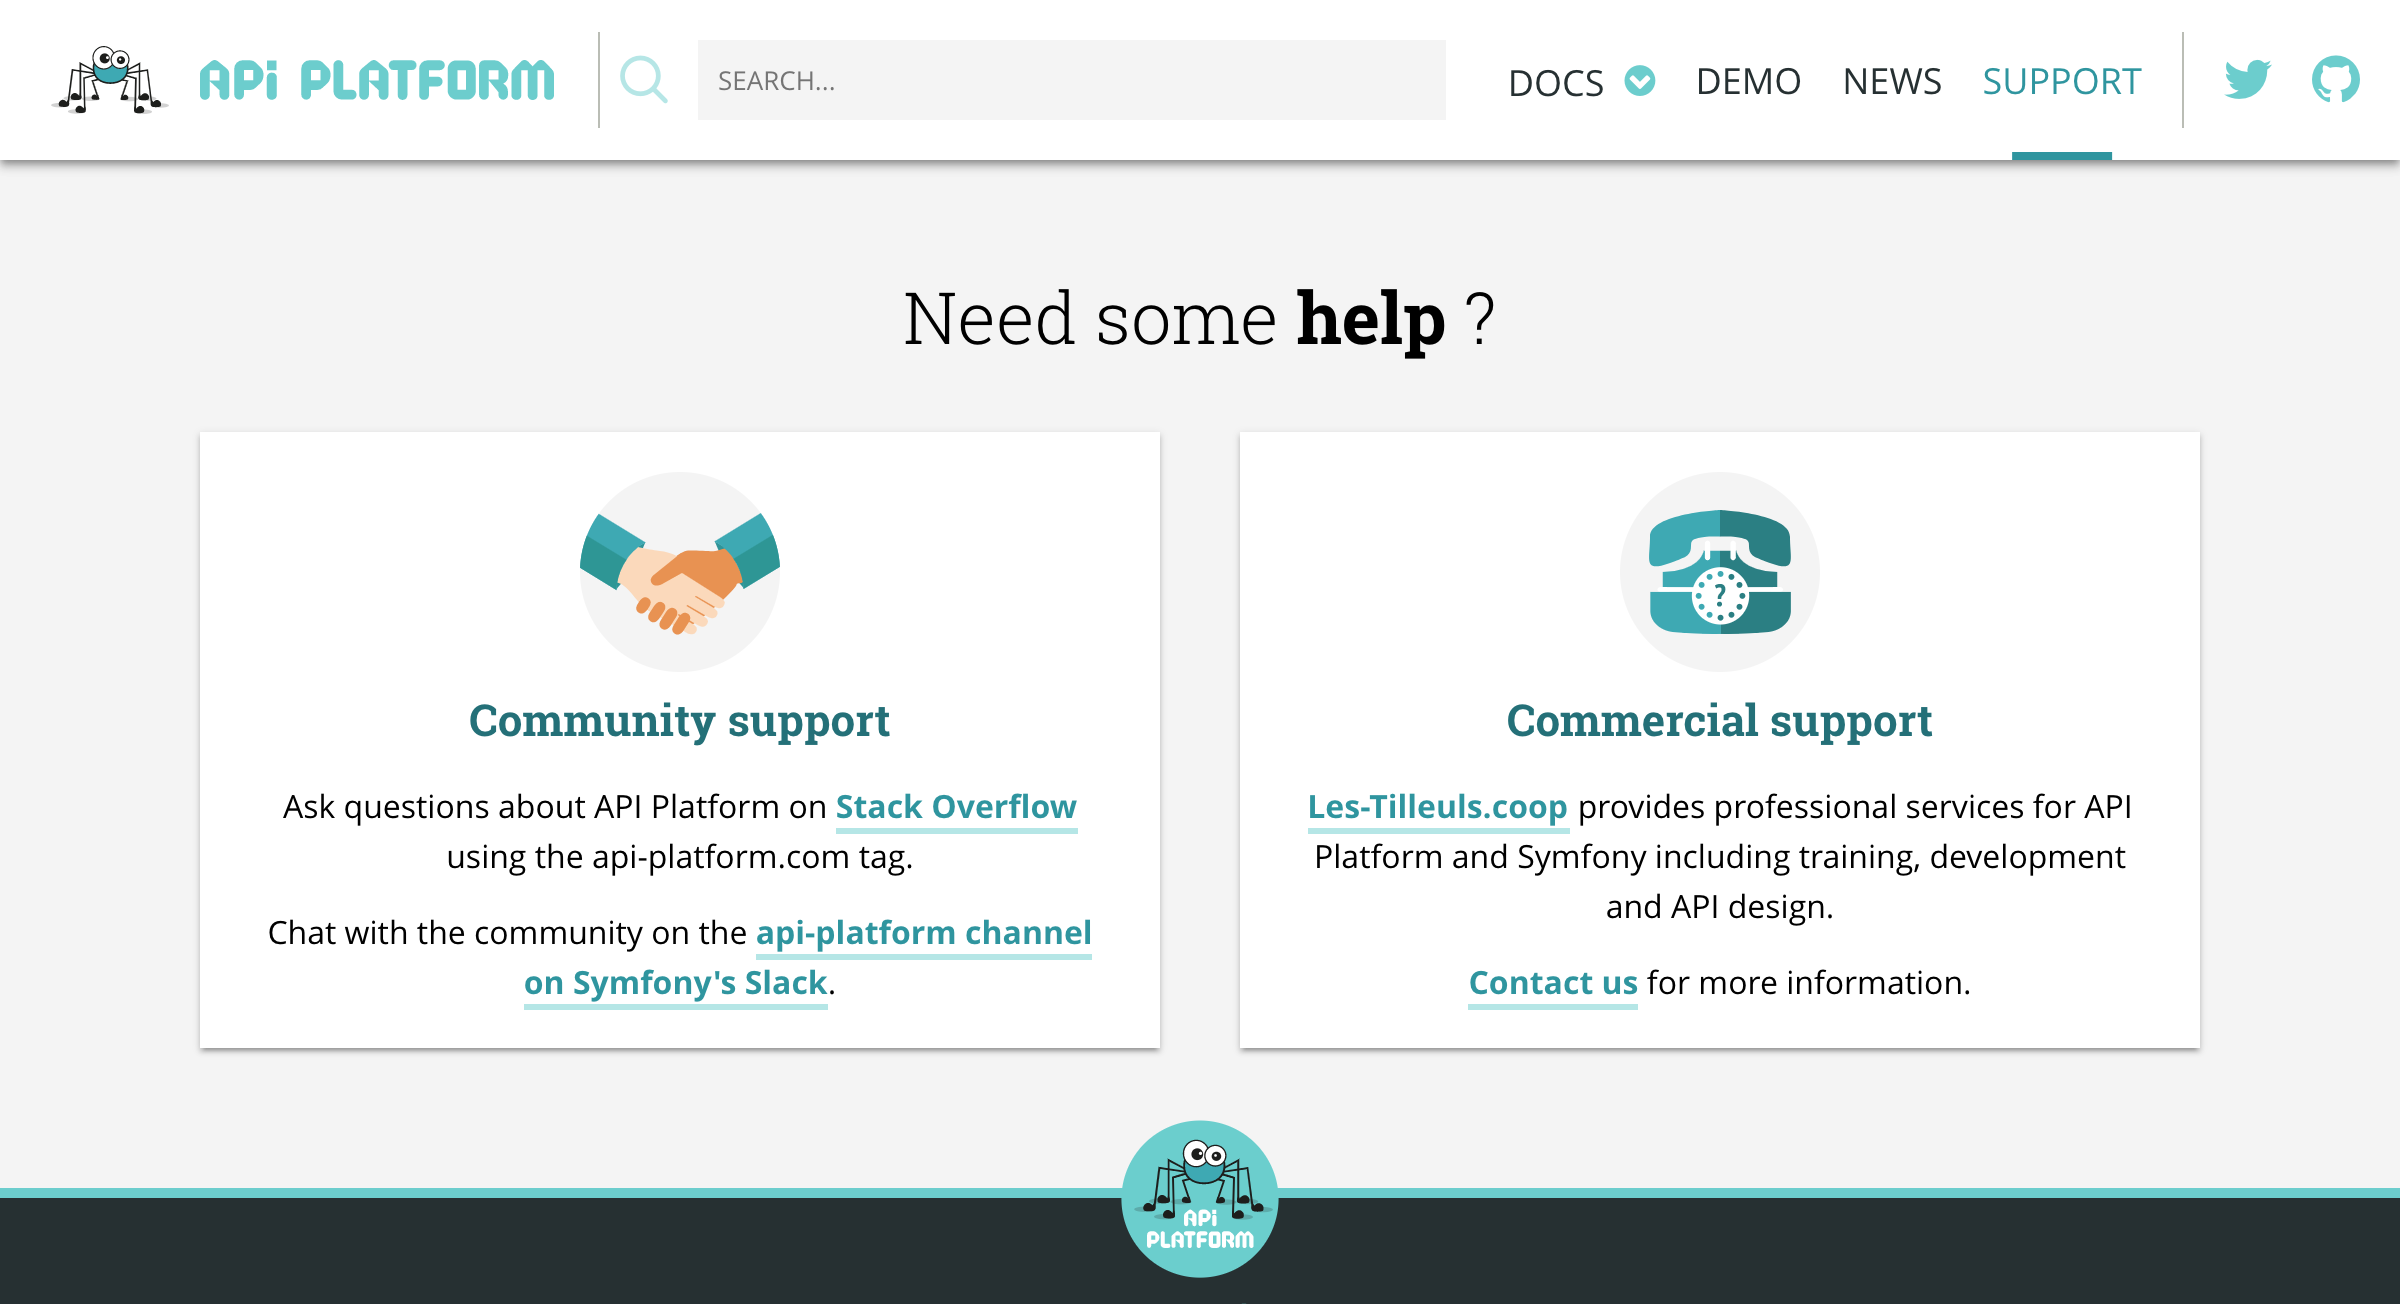 APi PLATFORM
SEARCH...
DOCS
DEMO
NEWS
SUPPORT
Need some help ?
?
Community support
Ask questions about API Platform on Stack Overflow
using the api-platform.com tag.
Chat with the community on the api-platform channel
on Symfony's Slack.
Commercial support
Les-Tilleuls.coop provides professional services for API
Platform and Symfony including training, development
and API design.
Contact us for more information.
APi
PLATFORM